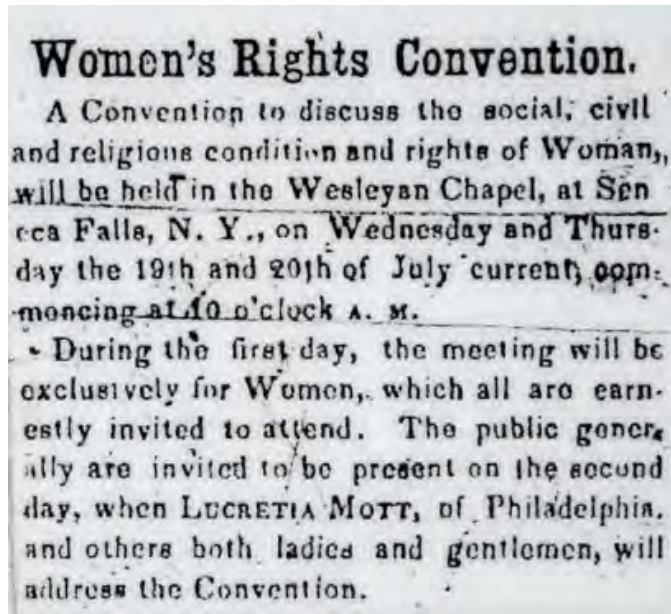 Women's Rights Convention.
A Convention to discuss the social, civil
and religious condition and rights of Woman,
will be held in the Wesleyan Chapel, at Sen
eca Falls, N. Y., on Wednesday and Thurs-
day the 19th and 20th of July current, com-
mencing at 10 o'clock A. M.
During the first day, the meeting will be
exclusively for Women, which all are earn-
estly invited to attend. The public gener-
ally are invited to be present on the second
day, when LUCRETIA MOTT, of Philadelphia,
and others both ladies and gentlemen, will
address the Convention.